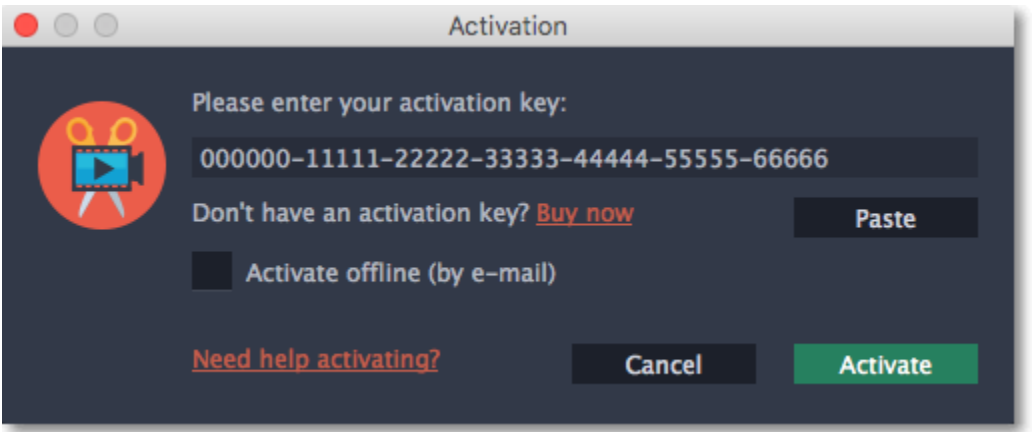 Activation
Please enter your activation key:
000000-11111-22222-33333-44444-55555-66666
Don't have an activation key? Buy now
Paste
Activate offline (by e-mail)
Need help activating?
Cancel
Activate